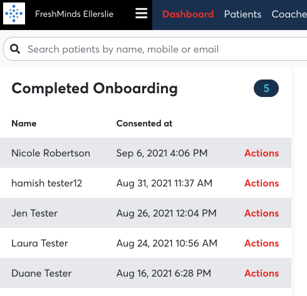 FreshMinds Ellerslie Dashboard Patients Coache
Search patients by name, mobile or email
Completed Onboarding 5
Name Consented at
Nicole Robertson Sep 6, 2021 4:06 PM Actions
hamish tester12 Aug 31, 2021 11:37 AM Actions
Jen Tester Aug 26, 2021 12:04 PM Actions
Laura Tester Aug 24, 2021 10:56 AM Actions
Duane Tester Aug 16, 2021 6:28 PM Actions